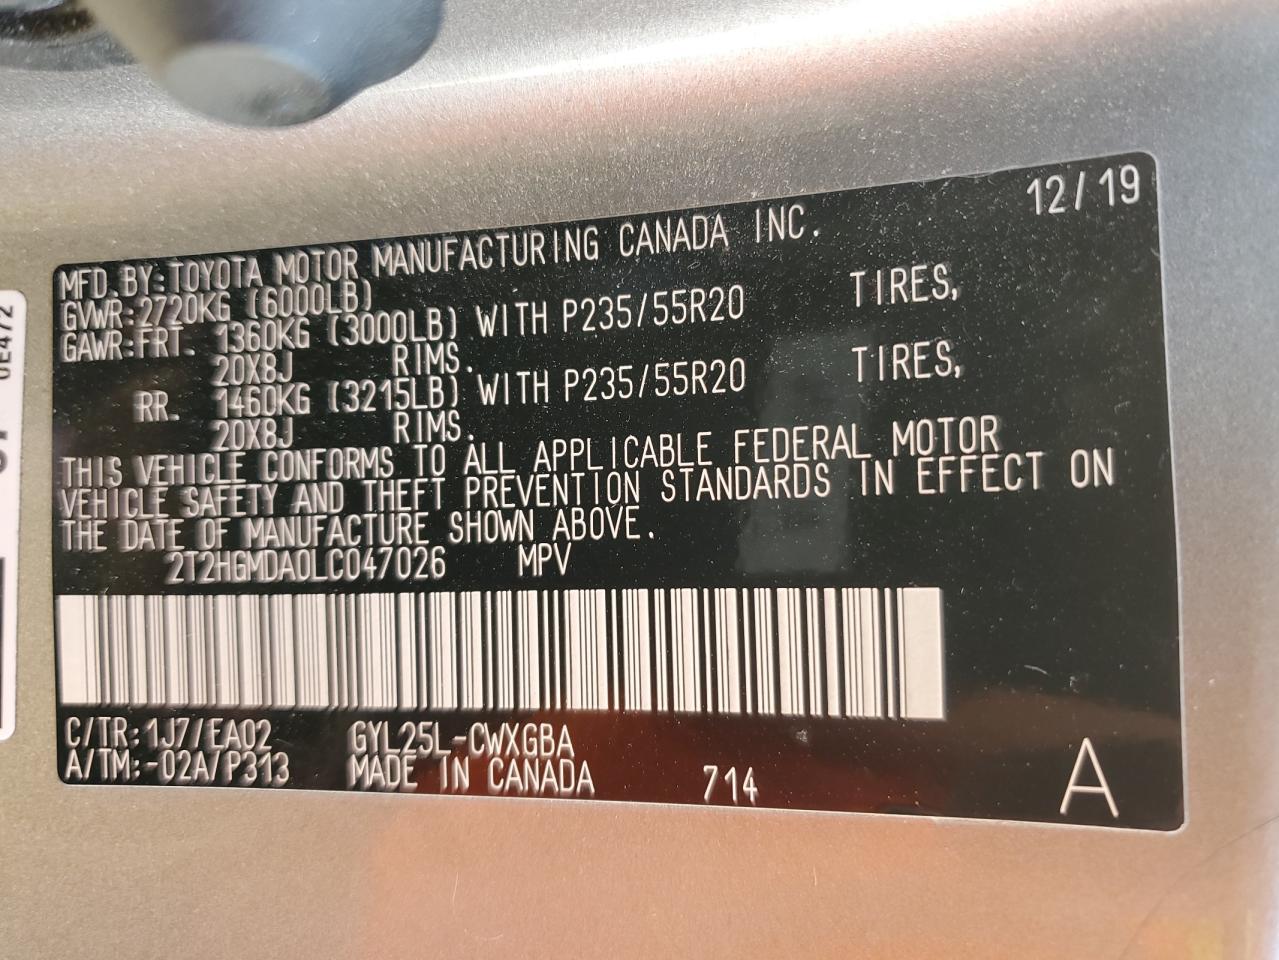 12/19
MFD. BY:TOYOTA MOTOR MANUFACTURING CANADA INC.
GVWR:2720KG (6000LB)
GAWR:FRT. 1360KG (3000LB) WITH P235/55R20 TIRES,
20X8J RIMS.
RR. 1460KG (3215LB) WITH P235/55R20 TIRES,
20X8J RIMS.
THIS VEHICLE CONFORMS TO ALL APPLICABLE FEDERAL MOTOR
VEHICLE SAFETY AND THEFT PREVENTION STANDARDS IN EFFECT ON
THE DATE OF MANUFACTURE SHOWN ABOVE.
2T2HGMDA0LC047026 MPV
C/TR:1J7/EA02 GYL25L-CWXGBA
A/TM:-02A/P313 MADE IN CANADA 714 A
0E472